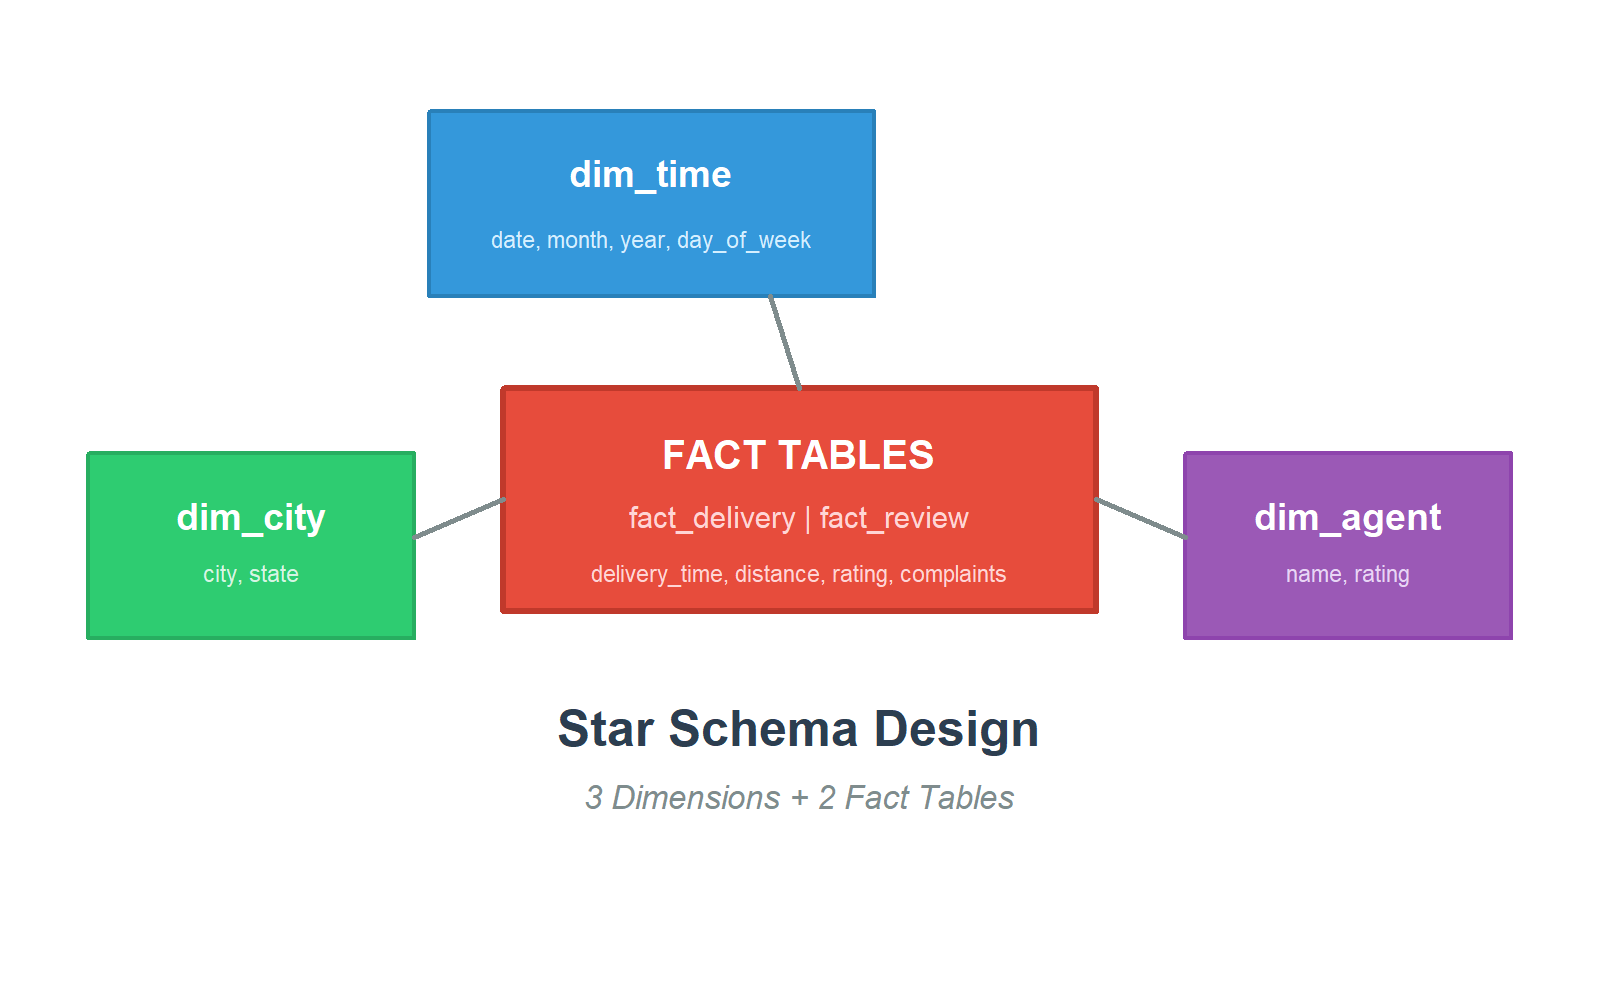 dim_time
date, month, year, day_of_week
FACT TABLES
fact_delivery | fact_review
delivery_time, distance, rating, complaints
dim_city
city, state
dim_agent
name, rating
Star Schema Design
3 Dimensions + 2 Fact Tables